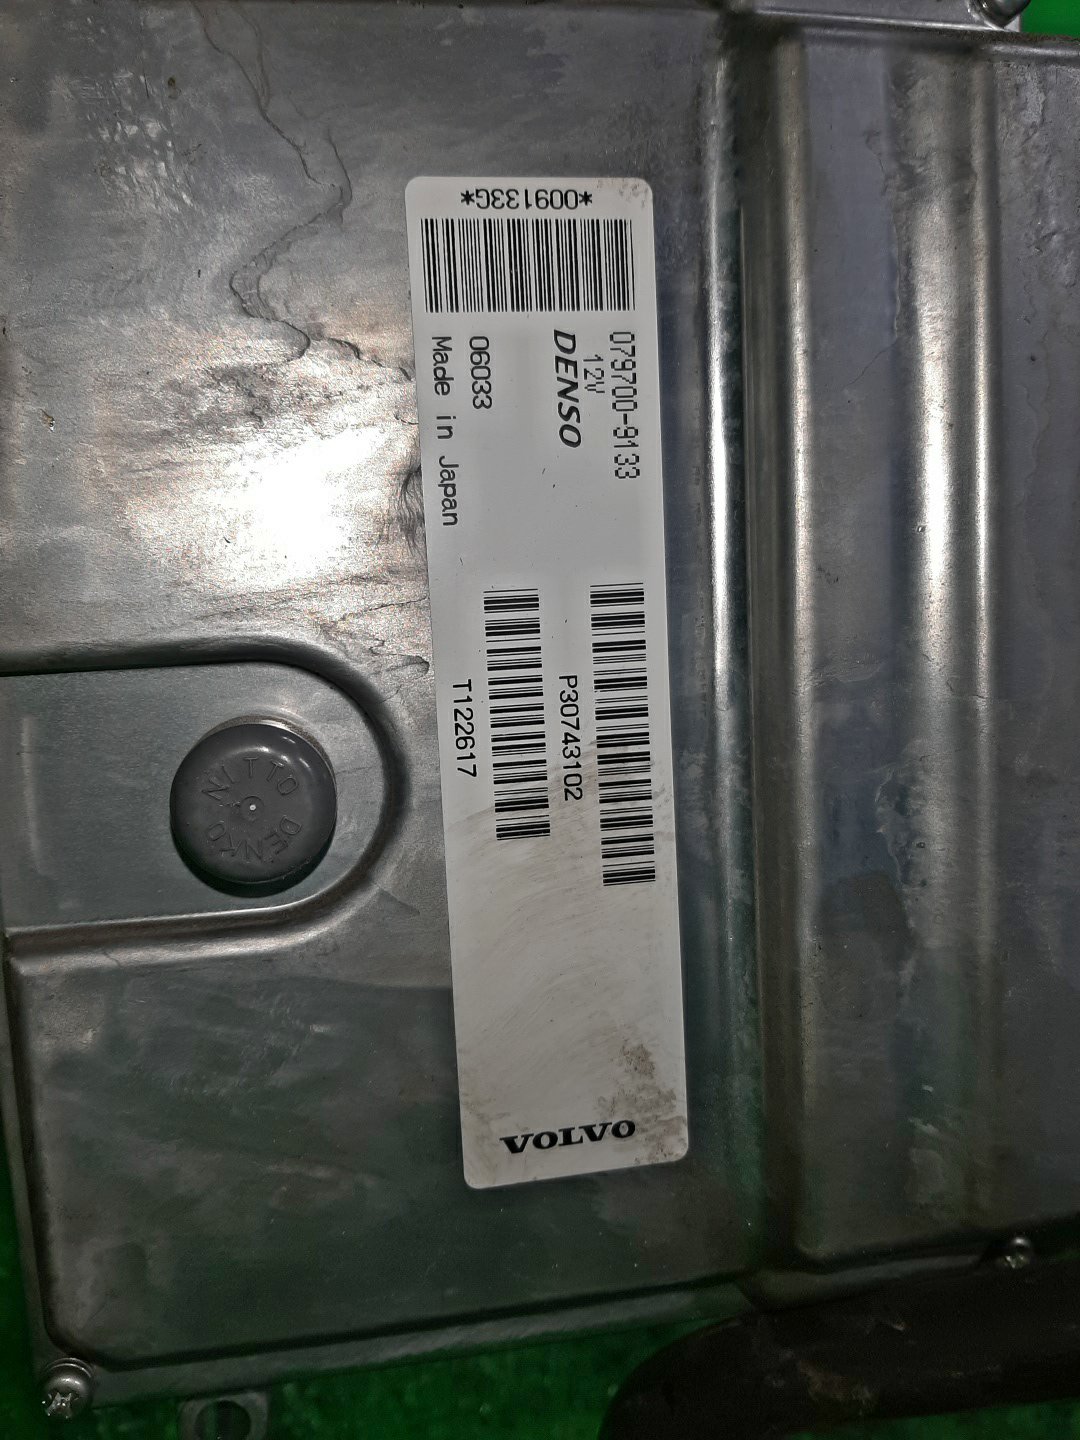 *009133G*
079700-9133
12V
DENSO
06033
Made in Japan
P30743102
T122617
VOLVO
NITTO
DENKO